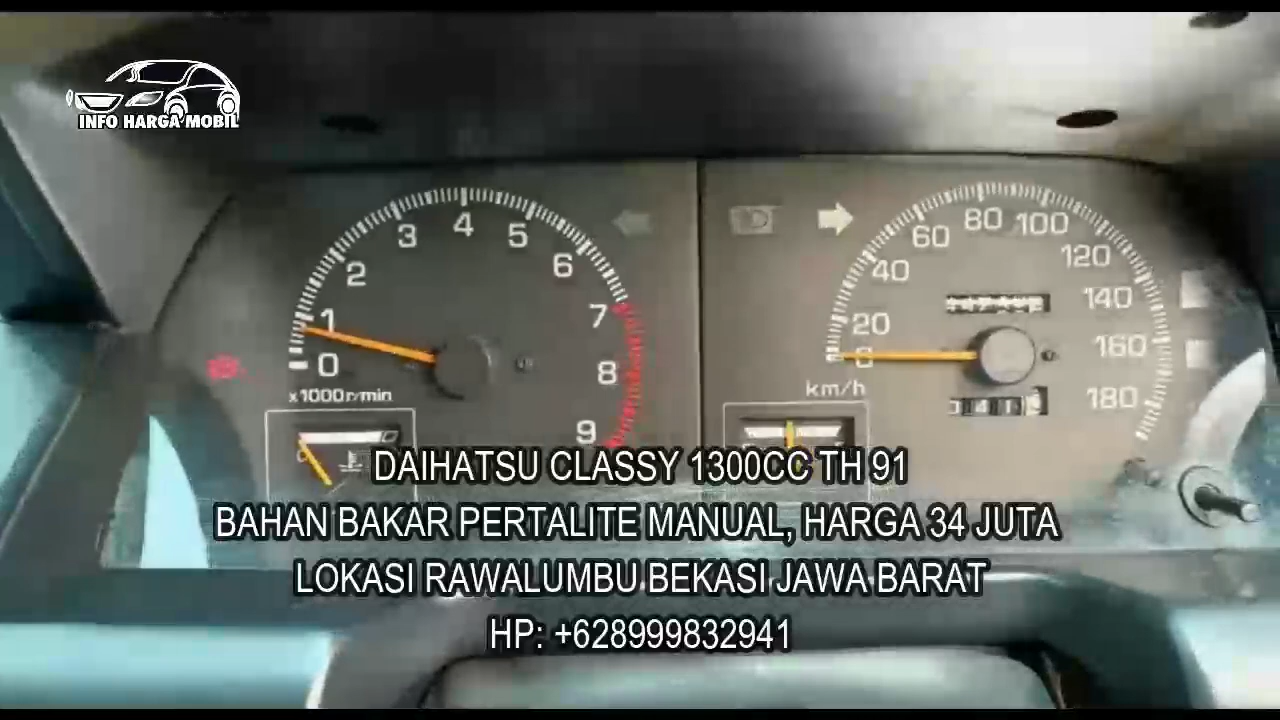 INFO HARGA MOBIL
4
3
5
2
6
1
7
0
8
x1000r/min
9
80
60
100
40
120
140
20
160
0
km/h
180
C
DAIHATSU CLASSY 1300CC TH 91
BAHAN BAKAR PERTALITE MANUAL, HARGA 34 JUTA
LOKASI RAWALUMBU BEKASI JAWA BARAT
HP: +628999832941